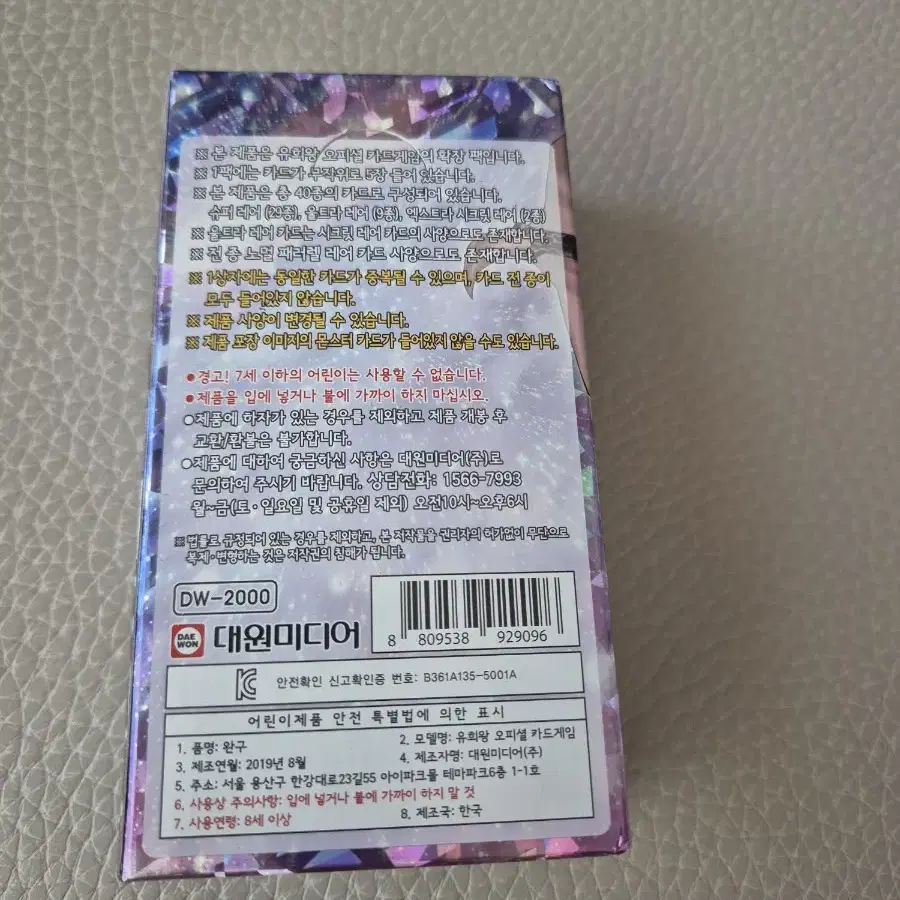 ※ 본 제품은 유희왕 오피셜 카드게임의 확장 팩입니다.
※ 1팩에는 카드가 무작위로 5장 들어 있습니다.
※ 본 제품은 총 40종의 카드로 구성되어 있습니다.
슈퍼 레어 (29종), 울트라 레어 (9종), 엑스트라 시크릿 레어 (2종)
※ 울트라 레어 카드는 시크릿 레어 카드의 사양으로도 존재합니다.
※ 전 종 노멀 패러렐 레어 카드 사양으로도 존재합니다.
※ 1상자에는 동일한 카드가 중복될 수 있으며, 카드 전 종이
모두 들어있지 않습니다.
※ 제품 사양이 변경될 수 있습니다.
※ 제품 포장 이미지의 몬스터 카드가 들어있지 않을 수도 있습니다.
●경고! 7세 이하의 어린이는 사용할 수 없습니다.
●제품을 입에 넣거나 불에 가까이 하지 마십시오.
●제품에 하자가 있는 경우를 제외하고 제품 개봉 후
교환/환불은 불가합니다.
●제품에 대하여 궁금하신 사항은 대원미디어(주)로
문의하여 주시기 바랍니다. 상담전화: 1566-7993
월~금(토·일요일 및 공휴일 제외) 오전10시~오후6시
※ 법률로 규정되어 있는 경우를 제외하고, 본 저작물을 권리자의 허가없이 무단으로
복제·변형하는 것은 저작권의 침해가 됩니다.
DW-2000
DAE WON 대원미디어
8 809538 929096
안전확인 신고확인증 번호: B361A135-5001A
어린이제품 안전 특별법에 의한 표시
1. 품명: 완구 2. 모델명: 유희왕 오피셜 카드게임
3. 제조연월: 2019년 8월 4. 제조자명: 대원미디어(주)
5. 주소: 서울 용산구 한강대로23길55 아이파크몰 테마파크6층 1-1호
6. 사용상 주의사항: 입에 넣거나 불에 가까이 하지 말 것
7. 사용연령: 8세 이상 8. 제조국: 한국